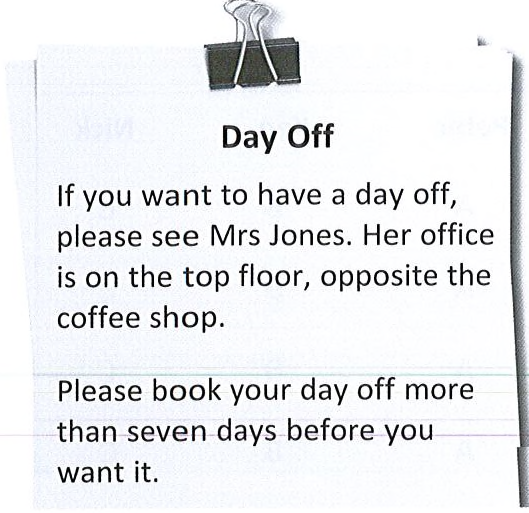 Day Off
If you want to have a day off,
please see Mrs Jones. Her office
is on the top floor, opposite the
coffee shop.
Please book your day off more
than seven days before you
want it.